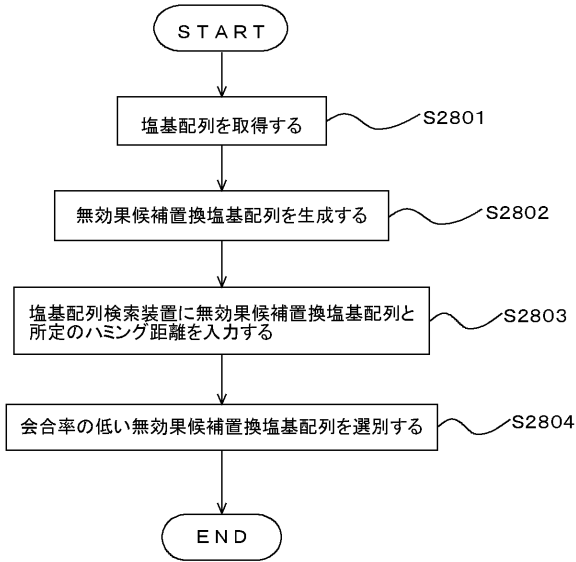 START
塩基配列を取得する
S2801
無効果候補置換塩基配列を生成する
S2802
塩基配列検索装置に無効果候補置換塩基配列と
所定のハミング距離を入力する
S2803
会合率の低い無効果候補置換塩基配列を選別する
S2804
END